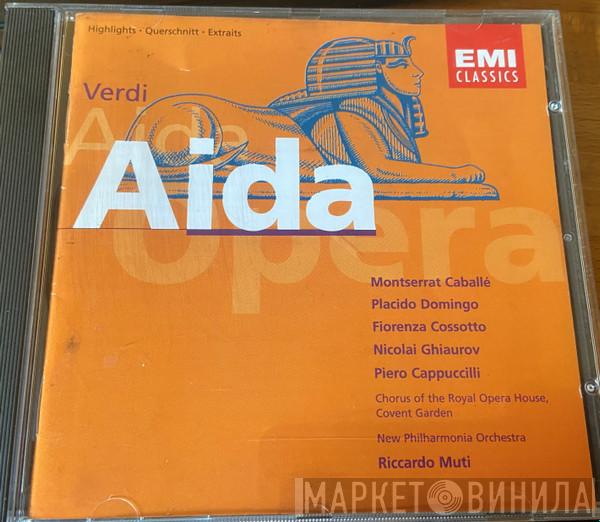 Highlights · Querschnitt · Extraits
EMI
CLASSICS
Verdi
Aida
Aida
Opera
Montserrat Caballé
Placido Domingo
Fiorenza Cossotto
Nicolai Ghiaurov
Piero Cappuccilli
Chorus of the Royal Opera House,
Covent Garden
New Philharmonia Orchestra
Riccardo Muti
МАРКЕТ ВИНИЛА